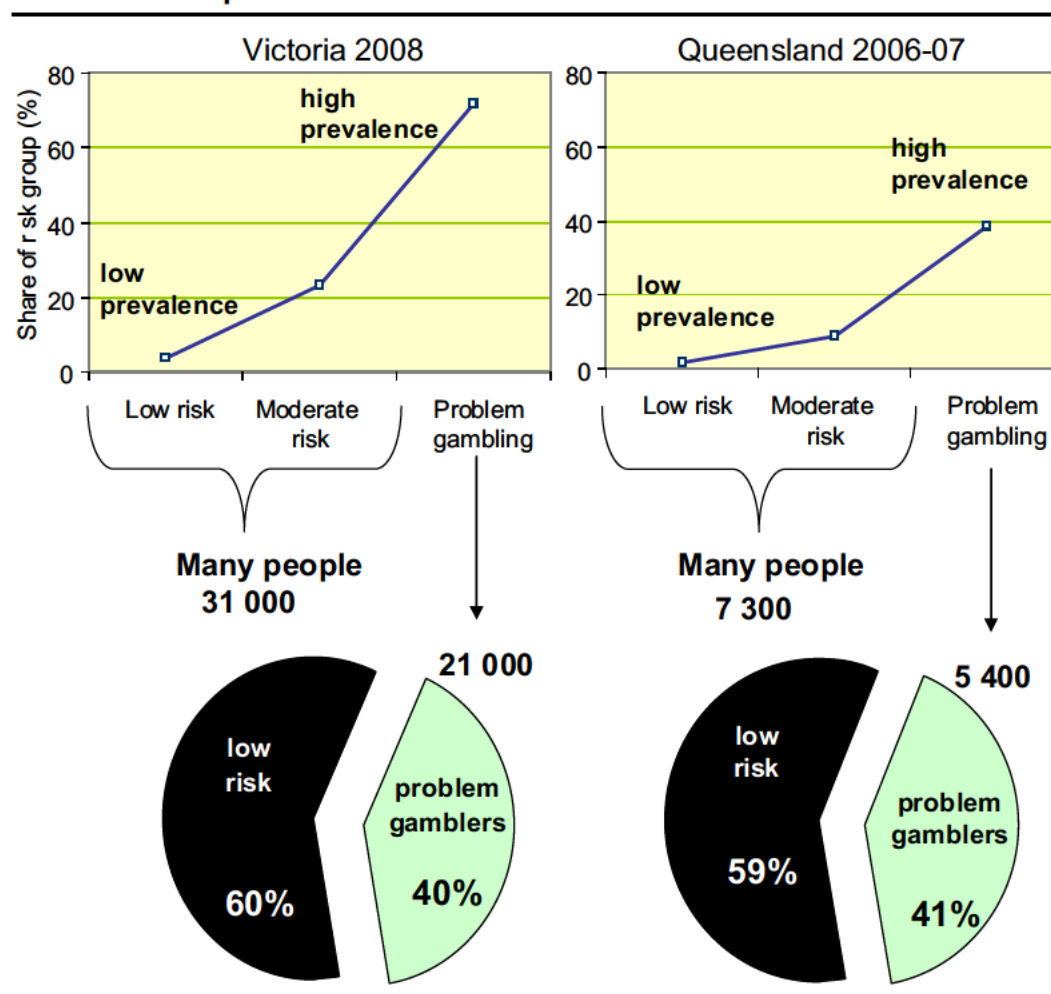 Victoria 2008
80
60
40
20
0
Share of r sk group (%)
high
prevalence
low
prevalence
Low risk
Moderate
risk
Problem
gambling
Many people
31 000
21 000
low
risk
60%
problem
gamblers
40%
Queensland 2006-07
80
60
40
20
0
high
prevalence
low
prevalence
Low risk
Moderate
risk
Problem
gambling
Many people
7 300
5 400
low
risk
59%
problem
gamblers
41%